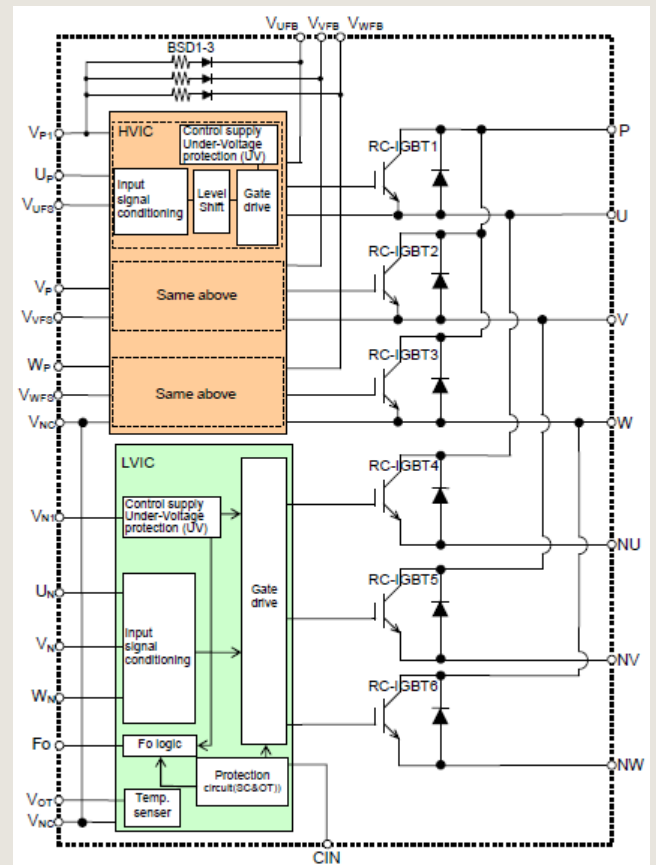 VUFB VVFB VWFB
BSD1-3
VP1
HVIC
Control supply
Under-Voltage
protection (UV)
RC-IGBT1
P
UP
Input
signal
conditioning
Level
Shift
Gate
drive
VUFS
U
RC-IGBT2
VP
Same above
VVFS
V
RC-IGBT3
WP
Same above
VWFS
VNC
W
LVIC
RC-IGBT4
VN1
Control supply
Under-Voltage
protection (UV)
NU
Gate
drive
RC-IGBT5
UN
VN
WN
Input
signal
conditioning
NV
RC-IGBT6
Fo
Fo logic
NW
Protection
circuit(SC&OT))
VOT
Temp.
senser
VNC
CIN